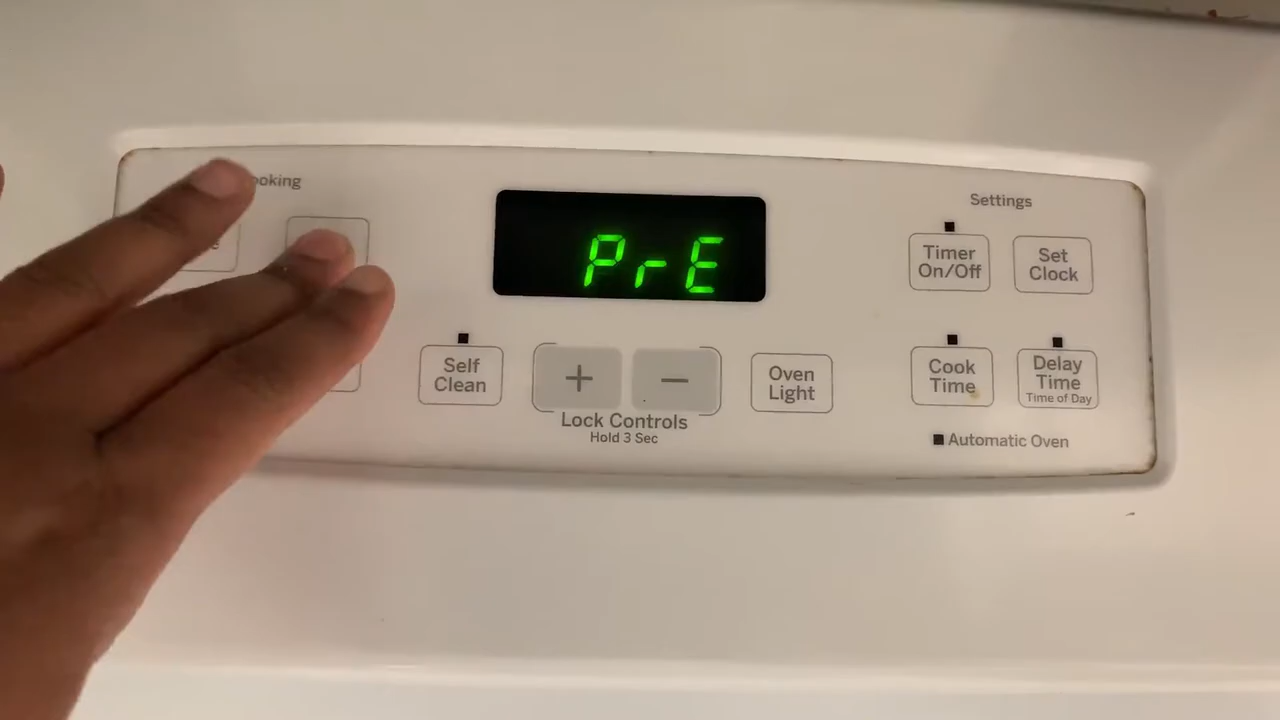 ooking
PrE
Settings
Timer
On/Off
Set
Clock
Self
Clean
+
−
Oven
Light
Cook
Time
Delay
Time
Time of Day
Lock Controls
Hold 3 Sec
Automatic Oven